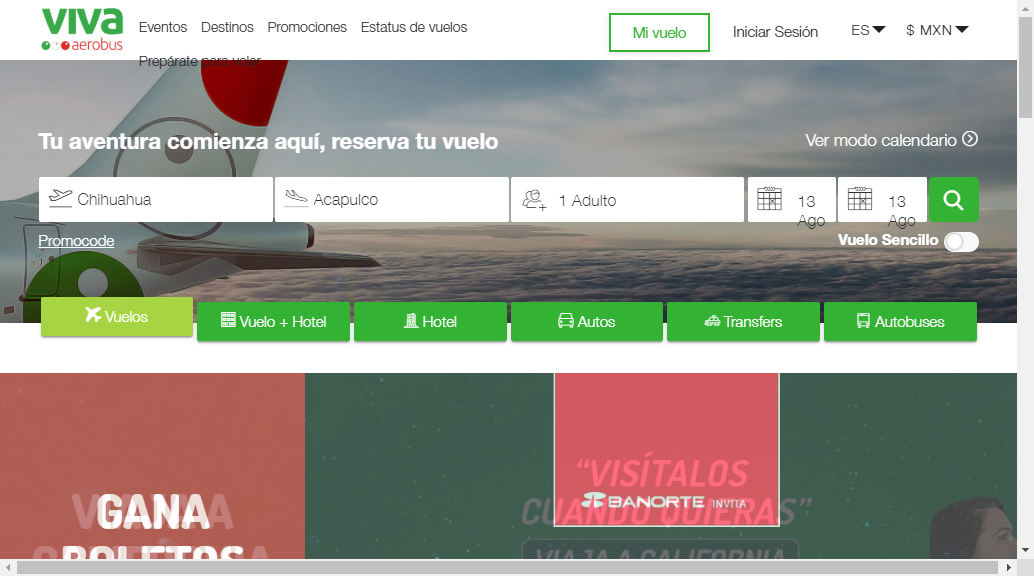 viva
aerobus
Eventos Destinos Promociones Estatus de vuelos
Mi vuelo Iniciar Sesión ES $ MXN
Prepárate para volar
Tu aventura comienza aquí, reserva tu vuelo
Ver modo calendario
Chihuahua Acapulco 1 Adulto 13 Ago 13 Ago
Promocode
Vuelo Sencillo
Vuelos Vuelo + Hotel Hotel Autos Transfers Autobuses
GANA
BOLETOS
“VISÍTALOS
CUANDO QUIERAS”
BANORTE INVITA
VIAJA A CALIFORNIA